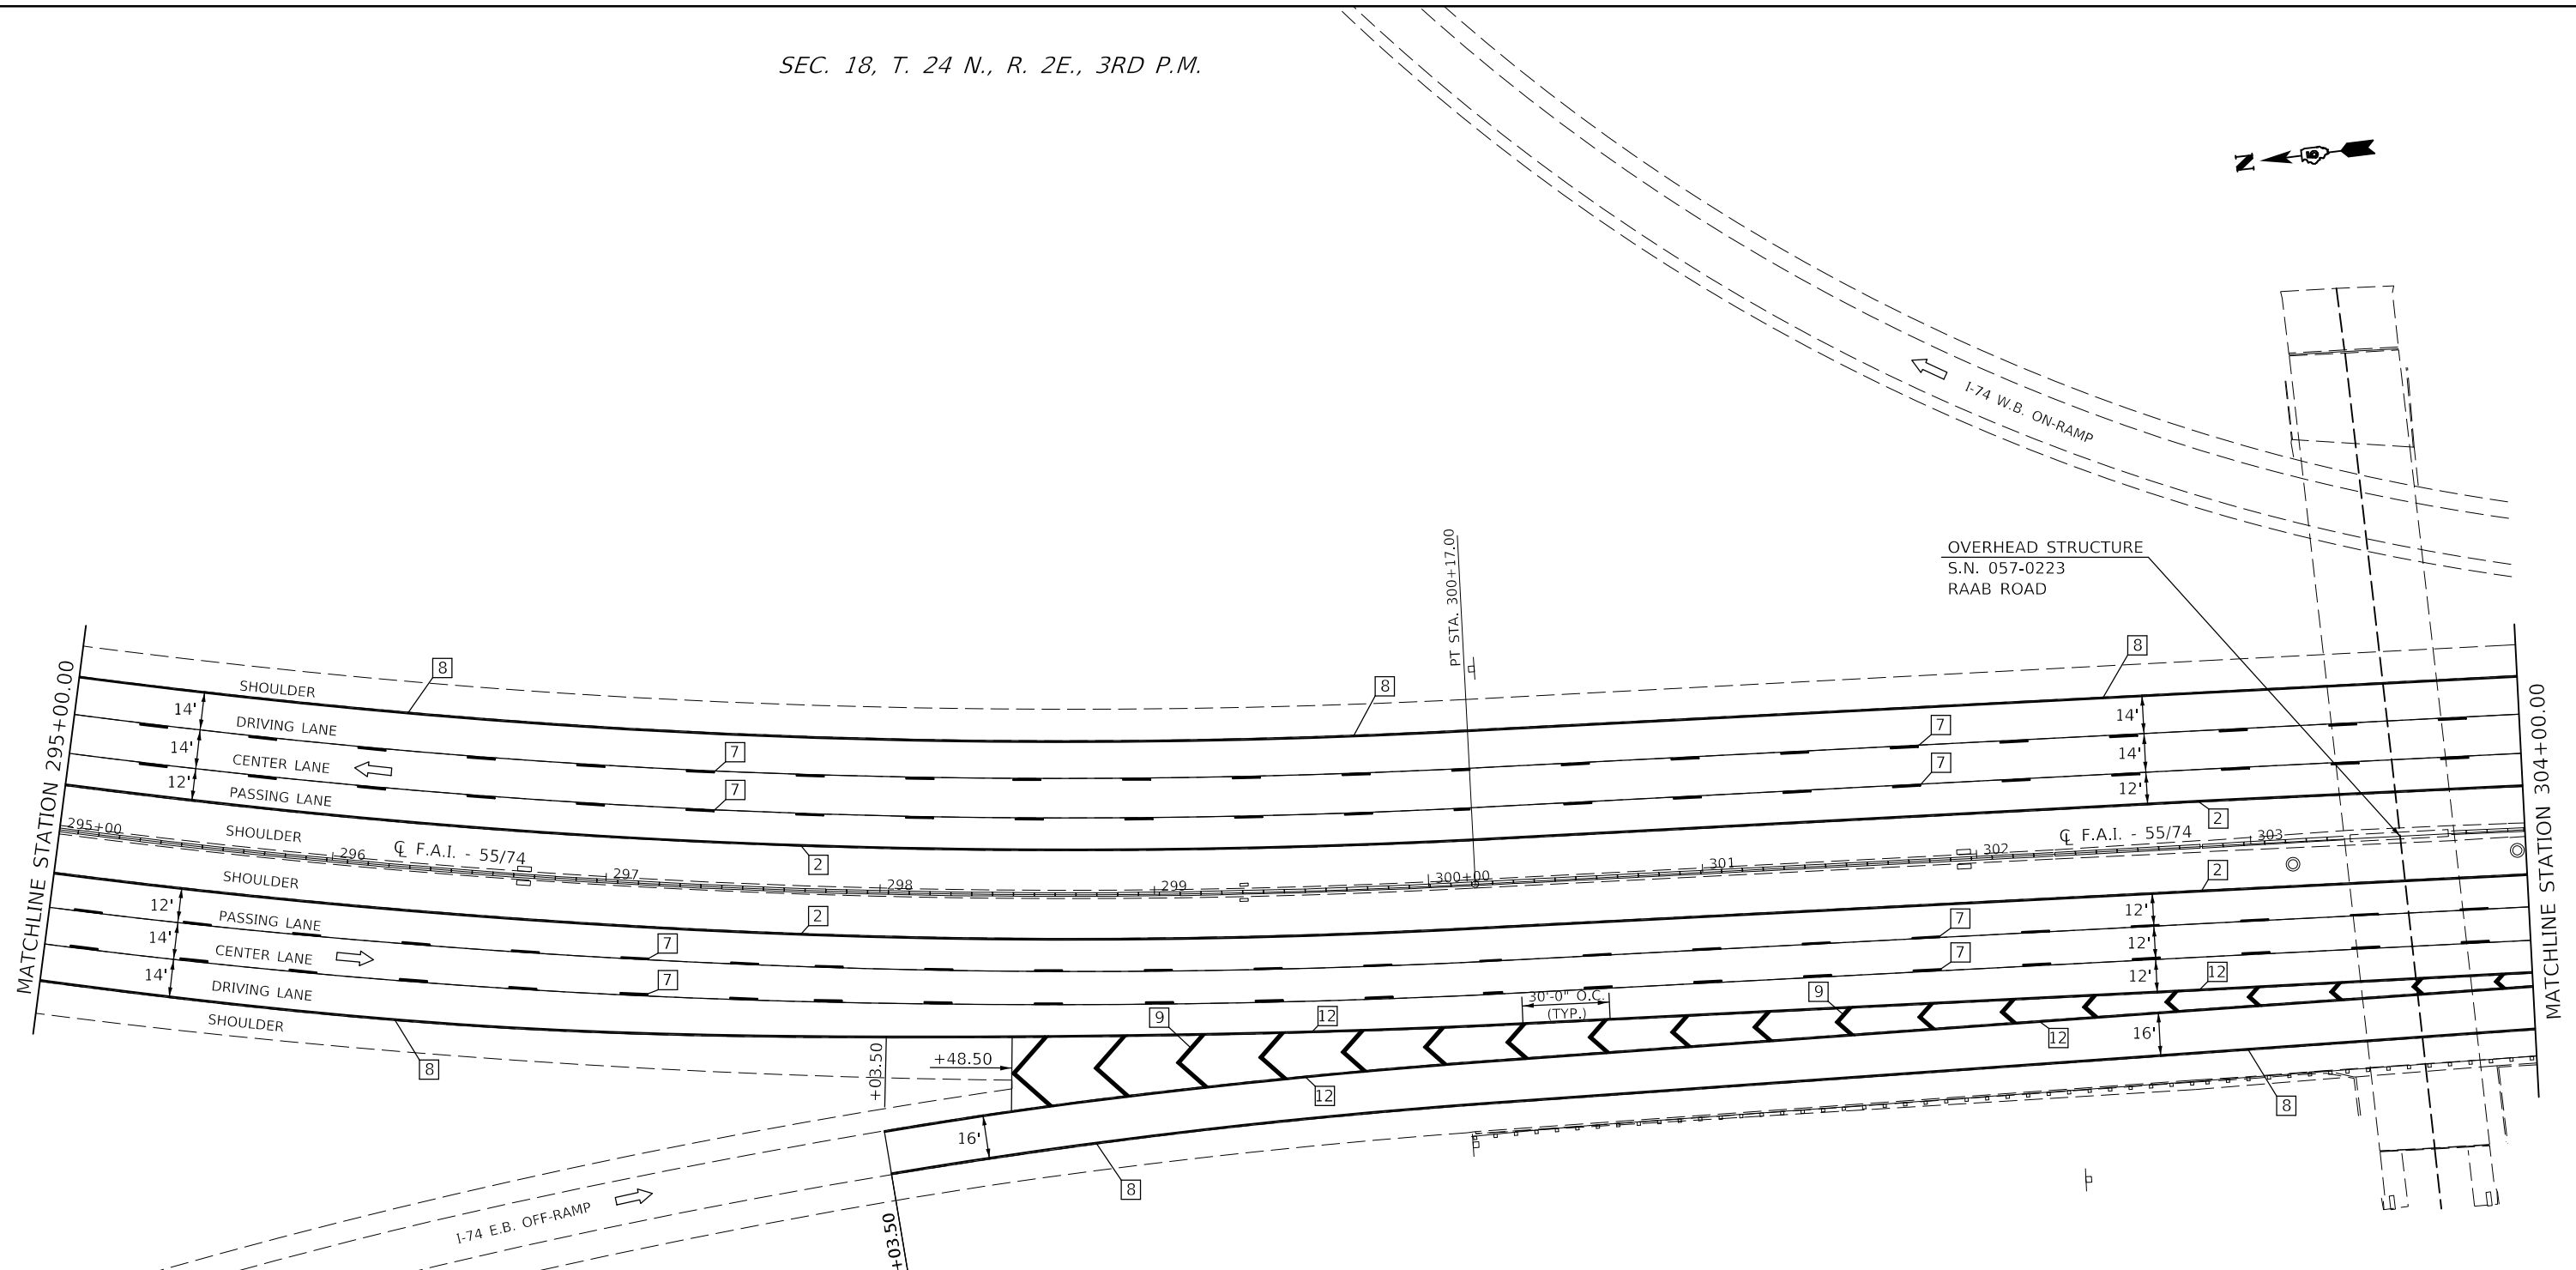 SEC. 18, T. 24 N., R. 2E., 3RD P.M.
N
I-74 W.B. ON-RAMP
OVERHEAD STRUCTURE
S.N. 057-0223
RAAB ROAD
PT STA. 300+17.00
MATCHLINE STATION 295+00.00
MATCHLINE STATION 304+00.00
8
8
8
SHOULDER
14'
DRIVING LANE
14'
CENTER LANE
12'
PASSING LANE
7
7
7
7
14'
14'
12'
SHOULDER
2
2
295+00
296
℄ F.A.I. - 55/74
297
298
299
300+00
301
302
℄ F.A.I. - 55/74
303
SHOULDER
2
2
12'
PASSING LANE
14'
CENTER LANE
14'
DRIVING LANE
SHOULDER
7
7
7
7
12'
12'
12'
12
9
12
30'-0" O.C.
(TYP.)
9
12
12
16'
8
+03.50
+48.50
16'
8
8
I-74 E.B. OFF-RAMP
+03.50